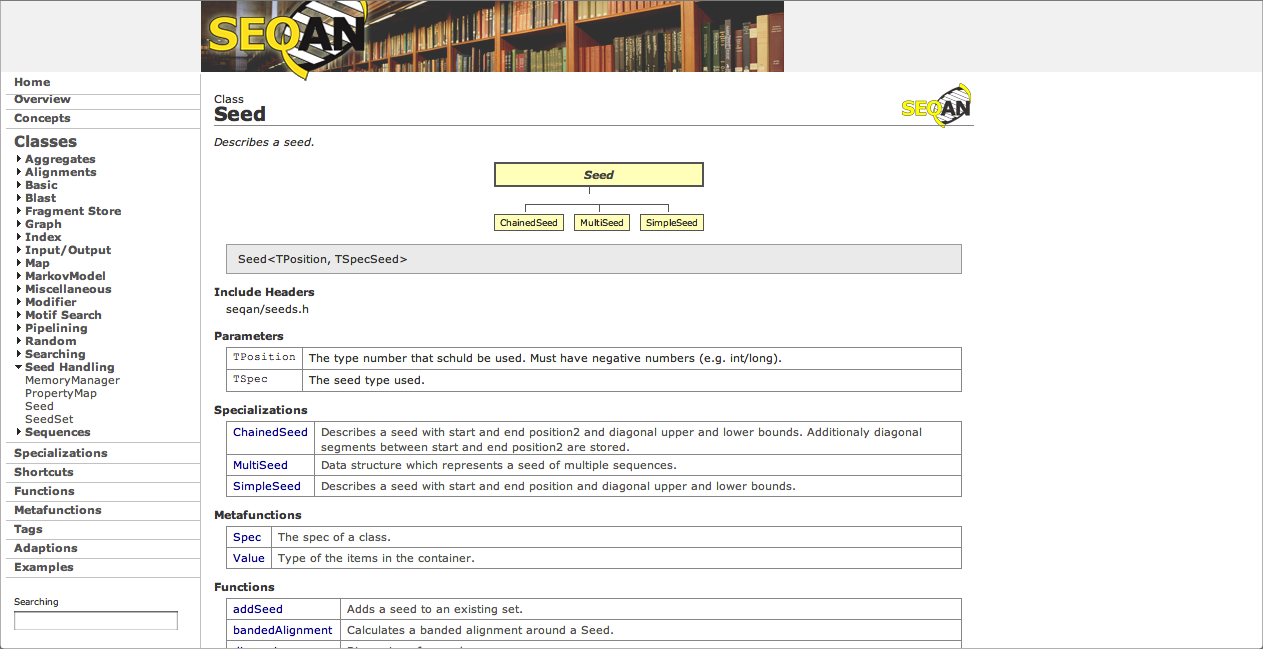 SEQAN
Home
Overview
Concepts
Classes
Aggregates
Alignments
Basic
Blast
Fragment Store
Graph
Index
Input/Output
Map
MarkovModel
Miscellaneous
Modifier
Motif Search
Pipelining
Random
Searching
Seed Handling
MemoryManager
PropertyMap
Seed
SeedSet
Sequences
Specializations
Shortcuts
Functions
Metafunctions
Tags
Adaptions
Examples
Searching
Class
Seed
SEQAN
Describes a seed.
Seed
ChainedSeed MultiSeed SimpleSeed
Seed<TPosition, TSpecSeed>
Include Headers
seqan/seeds.h
Parameters
TPosition The type number that schuld be used. Must have negative numbers (e.g. int/long).
TSpec The seed type used.
Specializations
ChainedSeed Describes a seed with start and end position2 and diagonal upper and lower bounds. Additionaly diagonal
segments between start and end position2 are stored.
MultiSeed Data structure which represents a seed of multiple sequences.
SimpleSeed Describes a seed with start and end position and diagonal upper and lower bounds.
Metafunctions
Spec The spec of a class.
Value Type of the items in the container.
Functions
addSeed Adds a seed to an existing set.
bandedAlignment Calculates a banded alignment around a Seed.